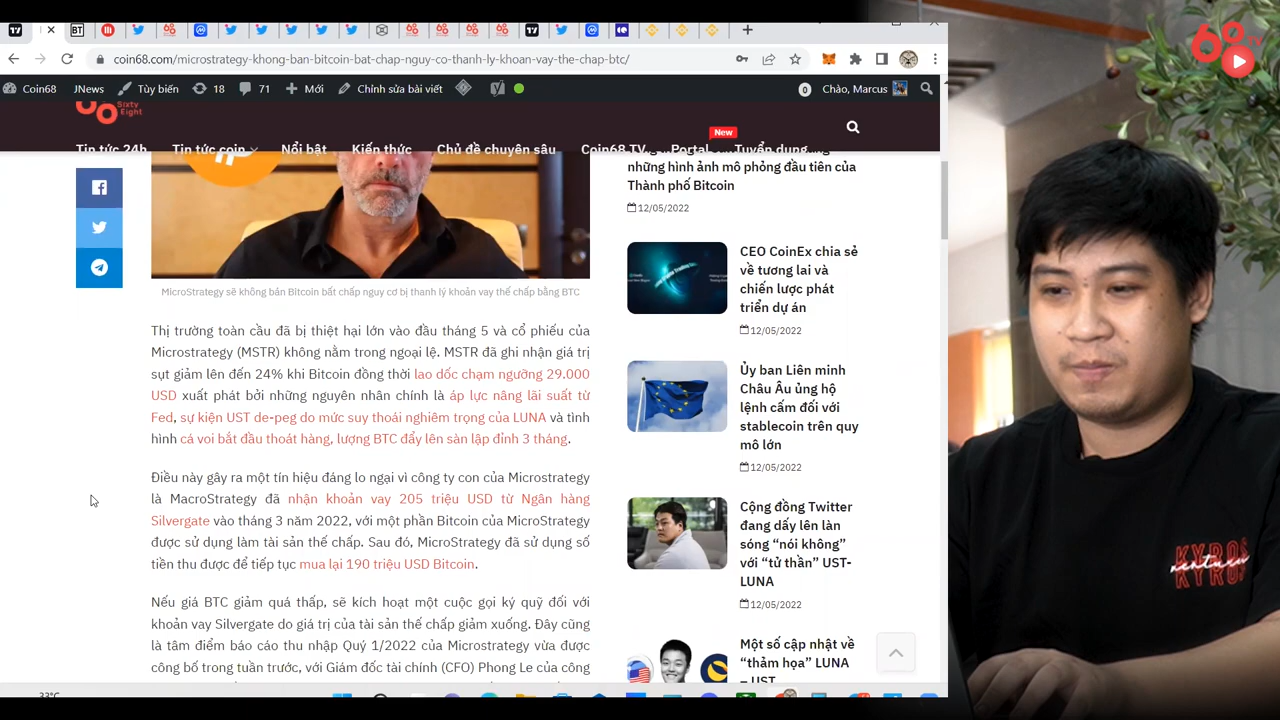 coin68.com/microstrategy-khong-ban-bitcoin-bat-chap-nguy-co-thanh-ly-khoan-vay-the-chap-btc/
Coin68
JNews
Tùy biến
18
71
Mới
Chỉnh sửa bài viết
0
Chào, Marcus
Sixty
Eight
New
Tin tức 24h
Tin tức coin
Nổi bật
Kiến thức
Chủ đề chuyên sâu
Coin68 TV
Portal
Tuyển dụng
MicroStrategy sẽ không bán Bitcoin bất chấp nguy cơ bị thanh lý khoản vay thế chấp bằng BTC
Thị trường toàn cầu đã bị thiệt hại lớn vào đầu tháng 5 và cổ phiếu của
Microstrategy (MSTR) không nằm trong ngoại lệ. MSTR đã ghi nhận giá trị
sụt giảm lên đến 24% khi Bitcoin đồng thời lao dốc chạm ngưỡng 29.000
USD xuất phát bởi những nguyên nhân chính là áp lực nâng lãi suất từ
Fed, sự kiện UST de-peg do mức suy thoái nghiêm trọng của LUNA và tình
hình cá voi bắt đầu thoát hàng, lượng BTC đẩy lên sàn lập đỉnh 3 tháng.
Điều này gây ra một tín hiệu đáng lo ngại vì công ty con của Microstrategy
là MacroStrategy đã nhận khoản vay 205 triệu USD từ Ngân hàng
Silvergate vào tháng 3 năm 2022, với một phần Bitcoin của MicroStrategy
được sử dụng làm tài sản thế chấp. Sau đó, MicroStrategy đã sử dụng số
tiền thu được để tiếp tục mua lại 190 triệu USD Bitcoin.
Nếu giá BTC giảm quá thấp, sẽ kích hoạt một cuộc gọi ký quỹ đối với
khoản vay Silvergate do giá trị của tài sản thế chấp giảm xuống. Đây cũng
là tâm điểm báo cáo thu nhập Quý 1/2022 của Microstrategy vừa được
công bố trong tuần trước, với Giám đốc tài chính (CFO) Phong Le của công
những hình ảnh mô phỏng đầu tiên của
Thành phố Bitcoin
12/05/2022
CEO CoinEx chia sẻ
về tương lai và
chiến lược phát
triển dự án
12/05/2022
Ủy ban Liên minh
Châu Âu ủng hộ
lệnh cấm đối với
stablecoin trên quy
mô lớn
12/05/2022
Cộng đồng Twitter
đang dấy lên làn
sóng "nói không"
với "tử thần" UST-
LUNA
12/05/2022
Một số cập nhật về
"thảm họa" LUNA
– UST
33°C
68
TV
KYROS
ventures
KYROS